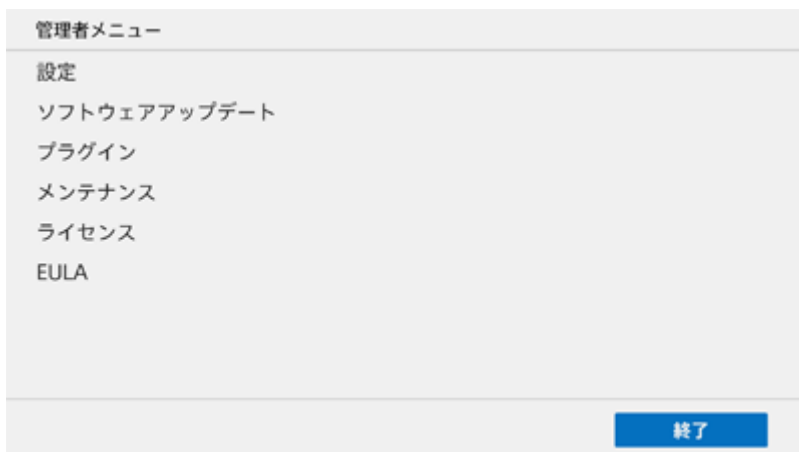 管理者メニュー
設定
ソフトウェアアップデート
プラグイン
メンテナンス
ライセンス
EULA
終了